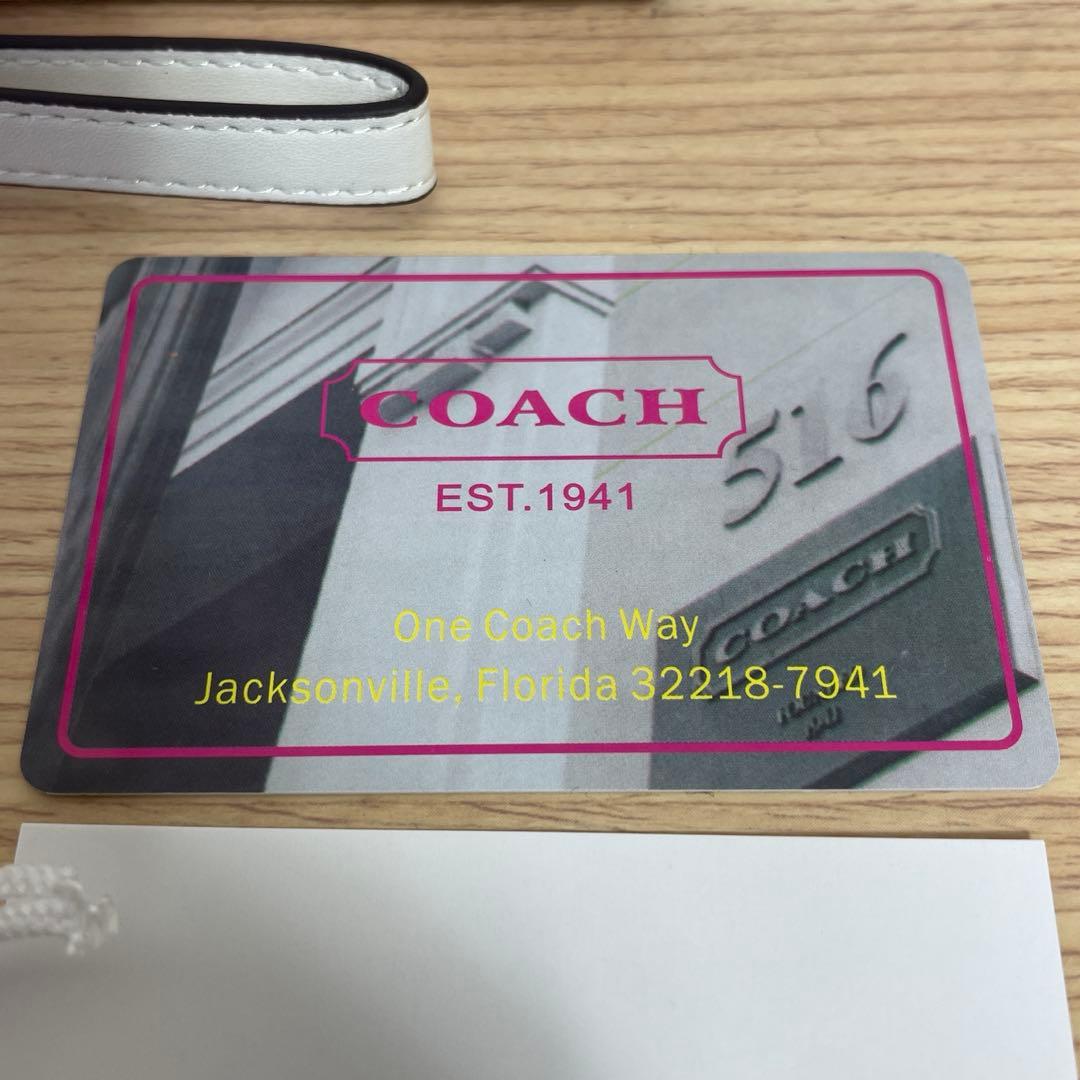 COACH
EST.1941
516
COACH
One Coach Way
Jacksonville, Florida 32218-7941